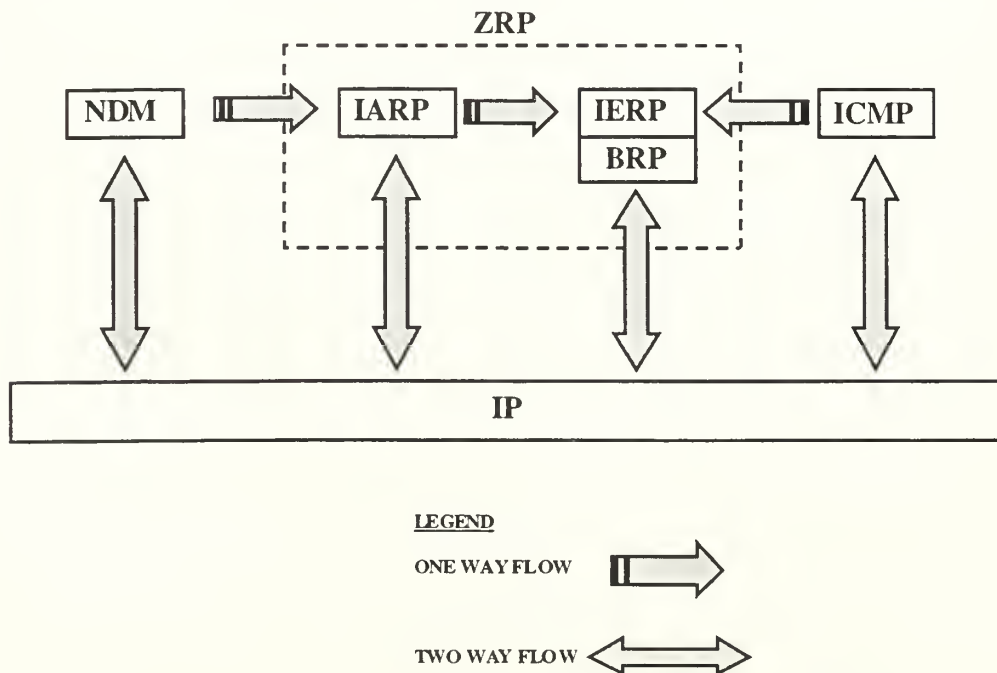 ZRP
NDM
IARP
IERP
ICMP
BRP
IP
LEGEND
ONE WAY FLOW
TWO WAY FLOW